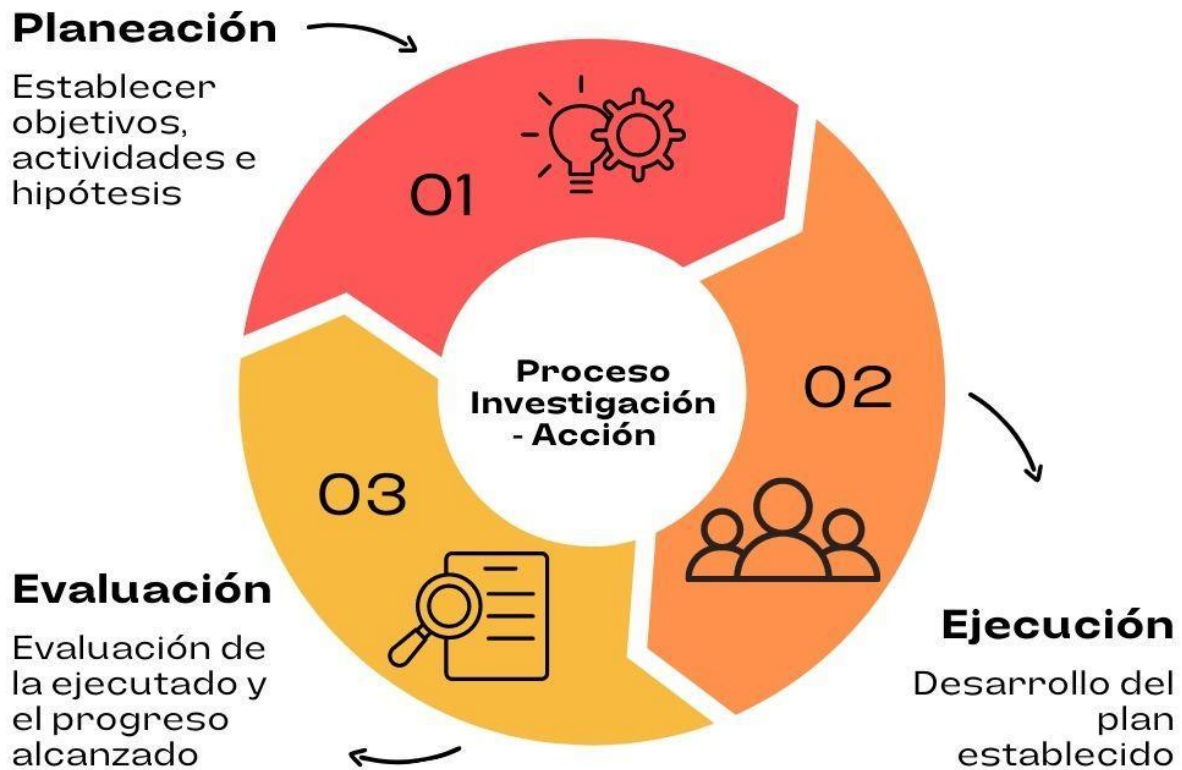 Planeación
Establecer
objetivos,
actividades e
hipótesis
01
Proceso
Investigación
- Acción
02
Ejecución
Desarrollo del
plan
establecido
03
Evaluación
Evaluación de
la ejecutado y
el progreso
alcanzado